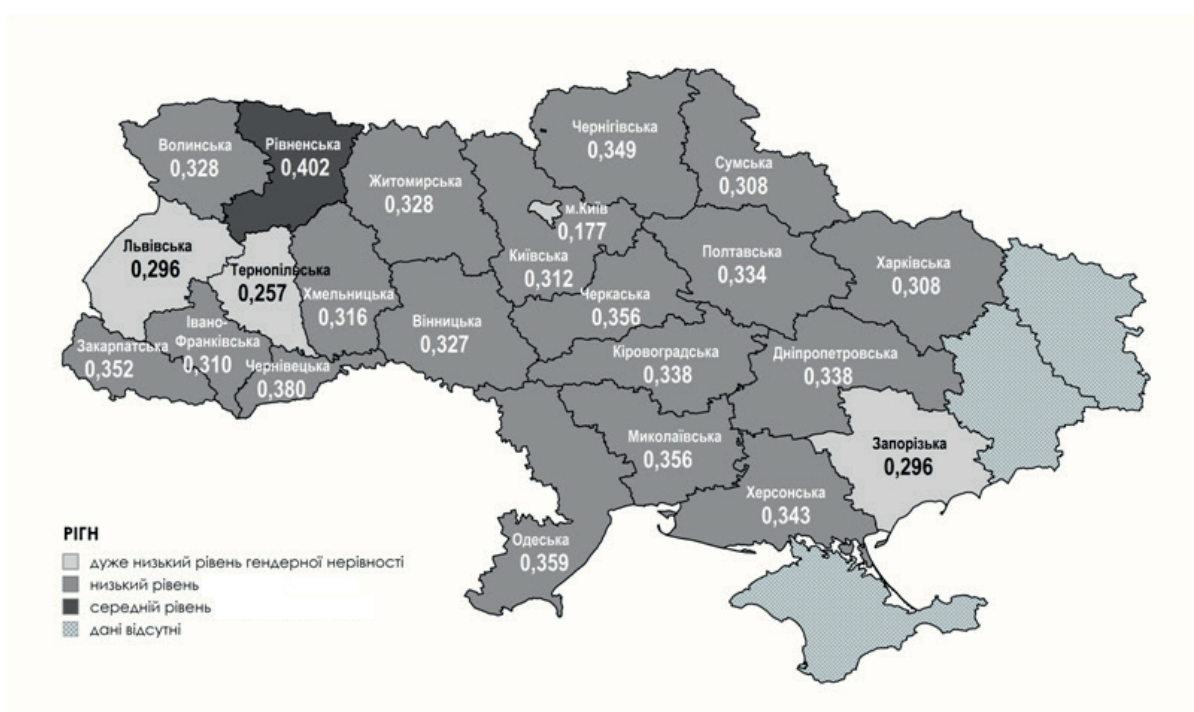 Чернігівська
0,349
Волинська
0,328
Рівненська
0,402
Сумська
0,308
Житомирська
0,328
м.Київ
0,177
Львівська
0,296
Тернопільська
0,257
Київська
0,312
Полтавська
0,334
Харківська
0,308
Хмельницька
0,316
Черкаська
0,356
Вінницька
0,327
Івано-
Франківська
0,310
Закарпатська
0,352
Чернівецька
0,380
Кіровоградська
0,338
Дніпропетровська
0,338
Миколаївська
0,356
Запорізька
0,296
Херсонська
0,343
Одеська
0,359
РІГН
дуже низький рівень гендерної нерівності
низький рівень
середній рівень
дані відсутні